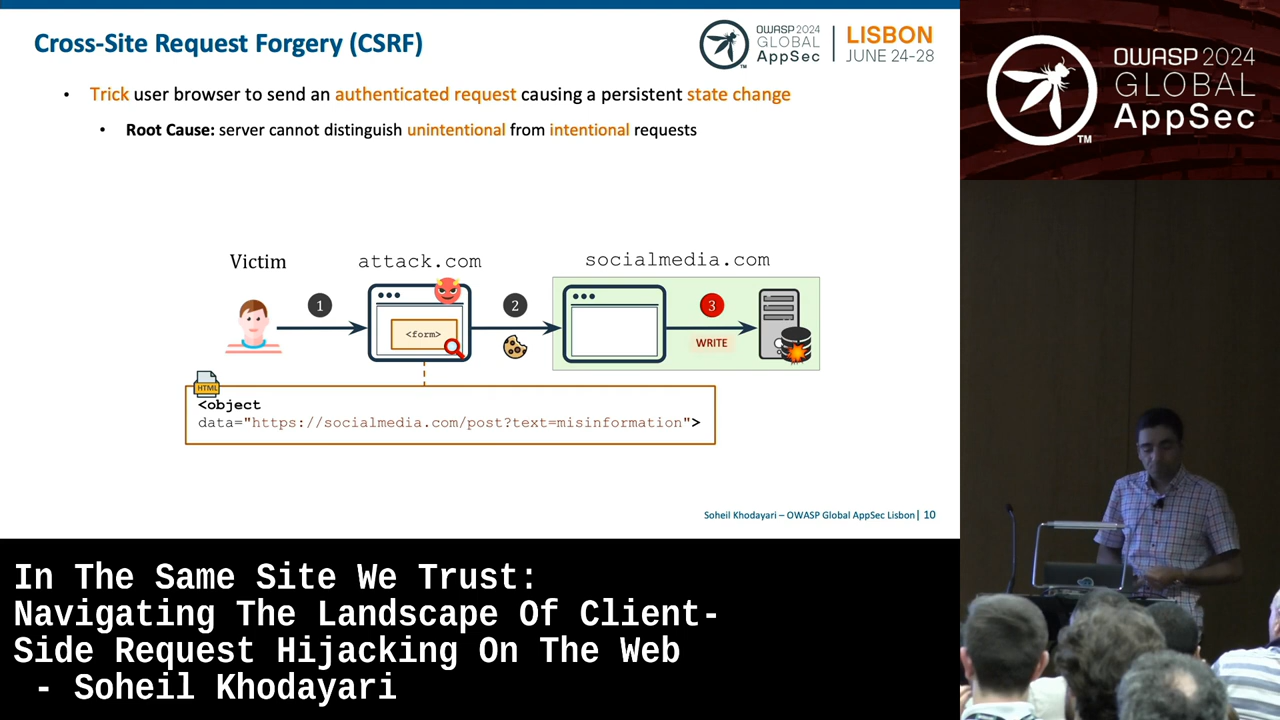 Cross-Site Request Forgery (CSRF)
OWASP 2024
GLOBAL
AppSec
TM
LISBON
JUNE 24-28
• Trick user browser to send an authenticated request causing a persistent state change
• Root Cause: server cannot distinguish unintentional from intentional requests
Victim
attack.com
socialmedia.com
1
<form>
2
3
WRITE
HTML
<object
data="https://socialmedia.com/post?text=misinformation">
Soheil Khodayari – OWASP Global AppSec Lisbon| 10
OWASP 2024
GLOBAL
AppSec
TM
In The Same Site We Trust:
Navigating The Landscape Of Client-
Side Request Hijacking On The Web
- Soheil Khodayari